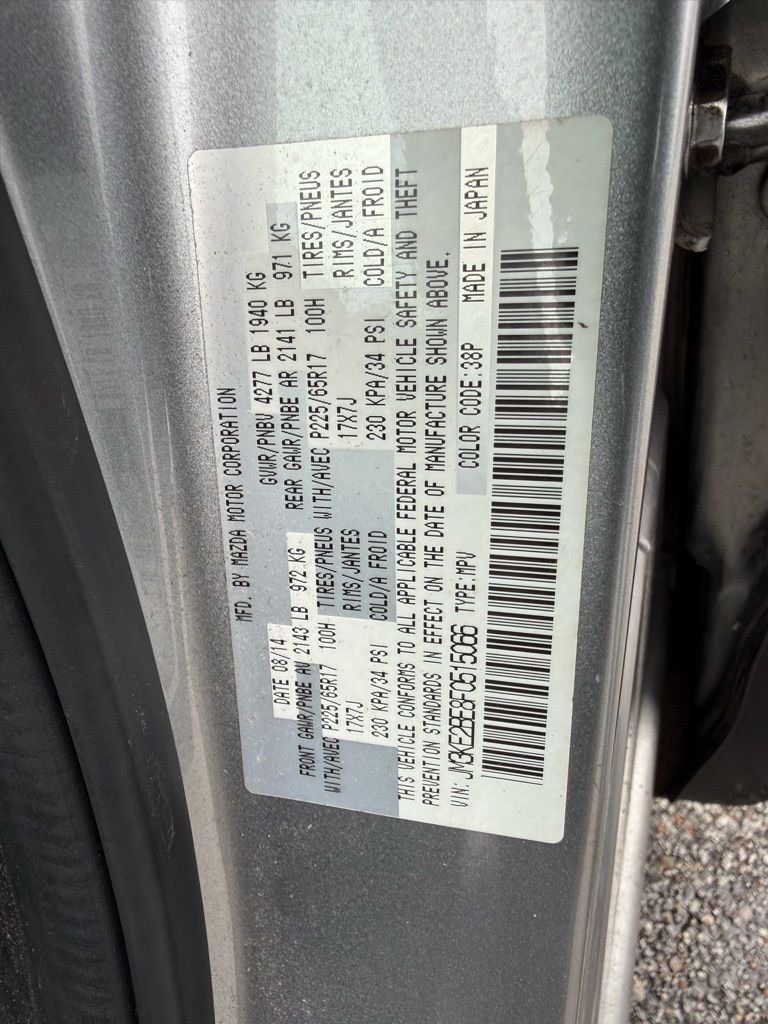 MFD. BY MAZDA MOTOR CORPORATION
DATE 08/14 GVWR/PNBV 4277 LB 1940 KG
FRONT GAWR/PNBE AV 2143 LB 972 KG REAR GAWR/PNBE AR 2141 LB 971 KG
WITH/AVEC P225/65R17 100H TIRES/PNEUS WITH/AVEC P225/65R17 100H TIRES/PNEUS
17X7J RIMS/JANTES 17X7J RIMS/JANTES
230 KPA/34 PSI COLD/A FROID 230 KPA/34 PSI COLD/A FROID
THIS VEHICLE CONFORMS TO ALL APPLICABLE FEDERAL MOTOR VEHICLE SAFETY AND THEFT
PREVENTION STANDARDS IN EFFECT ON THE DATE OF MANUFACTURE SHOWN ABOVE.
VIN: JM3KE2BE8F0515066 TYPE:MPV COLOR CODE:38P MADE IN JAPAN